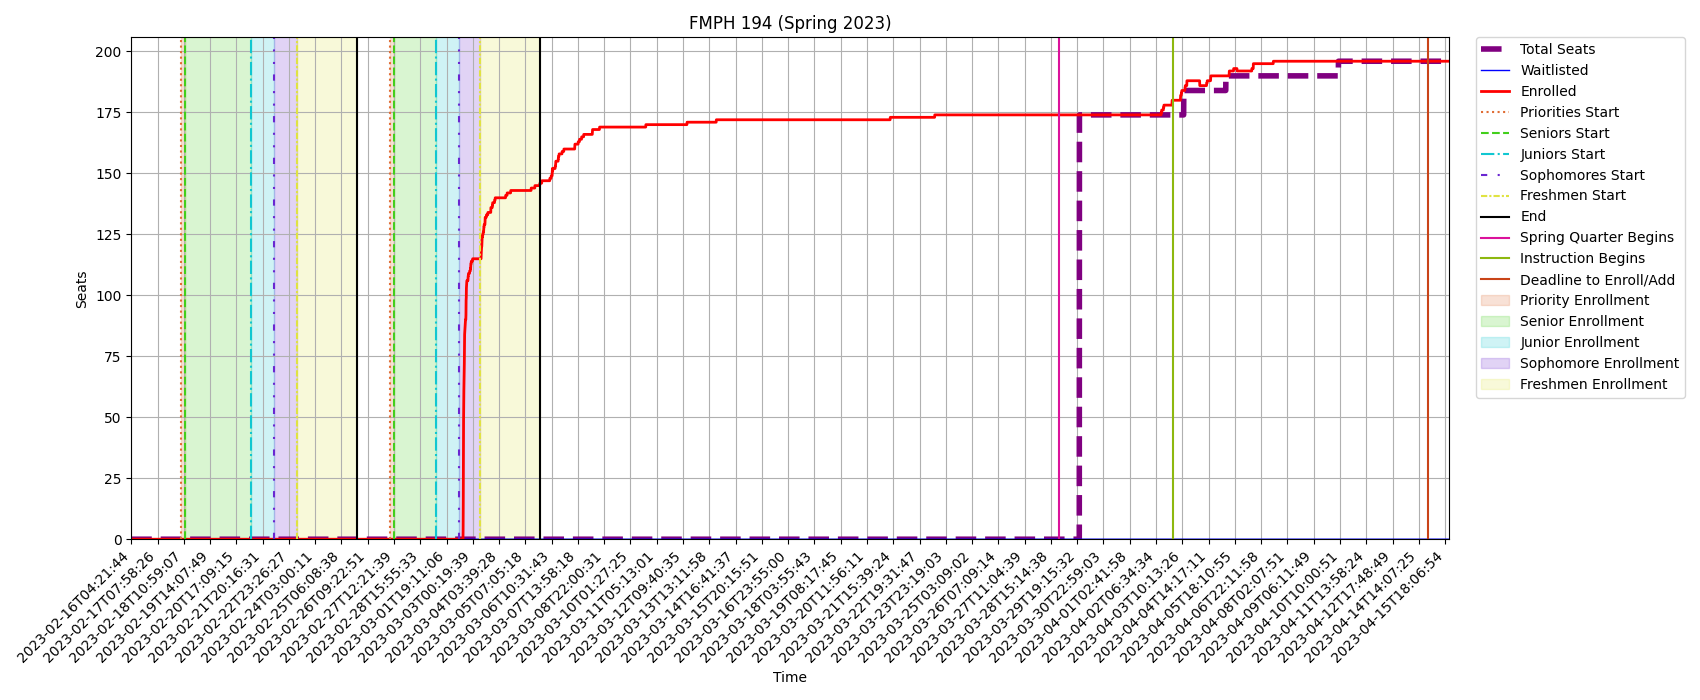 FMPH 194 (Spring 2023)
Seats
200
175
150
125
100
75
50
25
0
2023-02-16T04:21:44
2023-02-17T07:58:26
2023-02-18T10:59:07
2023-02-19T14:07:49
2023-02-20T17:09:15
2023-02-21T20:16:31
2023-02-22T23:26:27
2023-02-24T03:00:11
2023-02-25T06:08:38
2023-02-26T09:22:51
2023-02-27T12:21:39
2023-02-28T15:55:33
2023-03-01T19:11:06
2023-03-03T00:19:39
2023-03-04T03:39:28
2023-03-05T07:05:18
2023-03-06T10:31:43
2023-03-07T13:58:18
2023-03-08T22:00:31
2023-03-10T01:27:25
2023-03-11T05:13:01
2023-03-12T09:40:35
2023-03-13T13:11:58
2023-03-14T16:41:37
2023-03-15T20:15:51
2023-03-16T23:55:00
2023-03-18T03:55:43
2023-03-19T08:17:45
2023-03-20T11:56:11
2023-03-21T15:39:24
2023-03-22T19:31:47
2023-03-23T23:19:03
2023-03-25T03:09:02
2023-03-26T07:09:14
2023-03-27T11:04:39
2023-03-28T15:14:38
2023-03-29T19:15:32
2023-03-30T22:59:03
2023-04-01T02:41:58
2023-04-02T06:34:34
2023-04-03T10:13:26
2023-04-04T14:17:11
2023-04-05T18:10:55
2023-04-06T22:11:58
2023-04-08T02:07:51
2023-04-09T06:11:49
2023-04-10T10:00:51
2023-04-11T13:58:24
2023-04-12T17:48:49
2023-04-14T14:07:25
2023-04-15T18:06:54
Time
Total Seats
Waitlisted
Enrolled
Priorities Start
Seniors Start
Juniors Start
Sophomores Start
Freshmen Start
End
Spring Quarter Begins
Instruction Begins
Deadline to Enroll/Add
Priority Enrollment
Senior Enrollment
Junior Enrollment
Sophomore Enrollment
Freshmen Enrollment